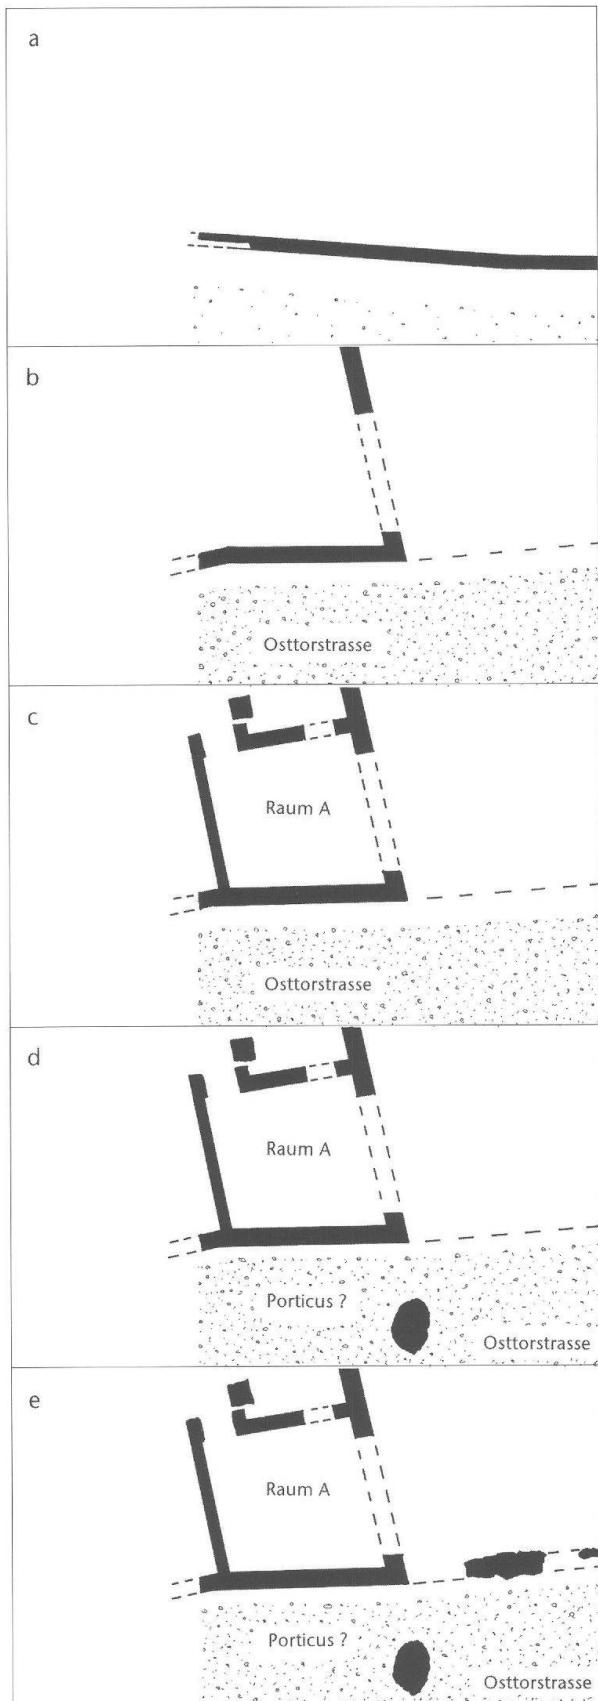 a
b
Osttorstrasse
c
Raum A
Osttorstrasse
d
Raum A
Porticus ?
Osttorstrasse
e
Raum A
Porticus ?
Osttorstrasse